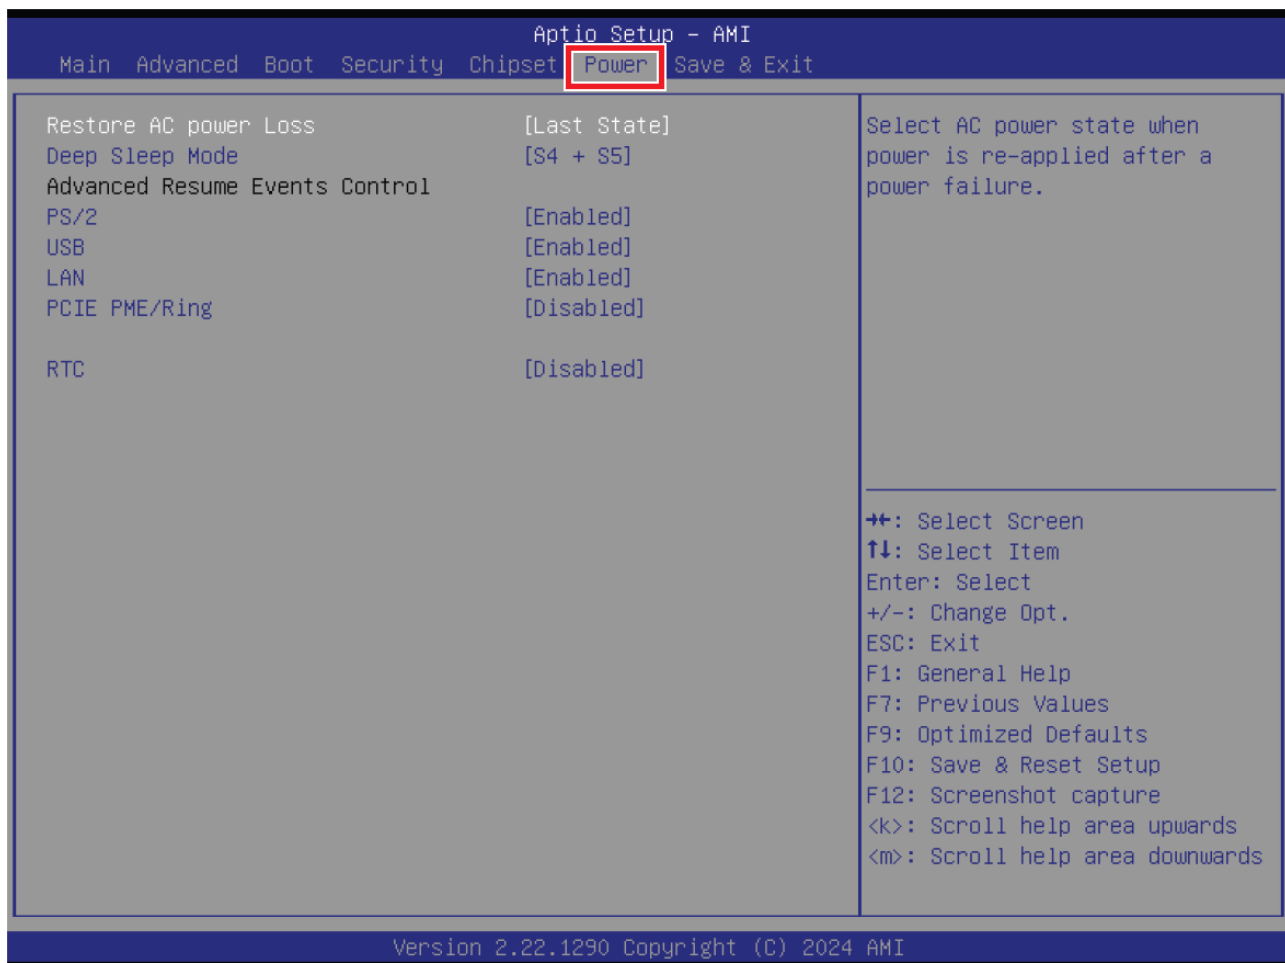 Aptio Setup - AMI
Main Advanced Boot Security Chipset Power Save & Exit
Restore AC power Loss [Last State]
Deep Sleep Mode [S4 + S5]
Advanced Resume Events Control
PS/2 [Enabled]
USB [Enabled]
LAN [Enabled]
PCIE PME/Ring [Disabled]
RTC [Disabled]
Select AC power state when
power is re-applied after a
power failure.
→←: Select Screen
↑↓: Select Item
Enter: Select
+/-: Change Opt.
ESC: Exit
F1: General Help
F7: Previous Values
F9: Optimized Defaults
F10: Save & Reset Setup
F12: Screenshot capture
<k>: Scroll help area upwards
<m>: Scroll help area downwards
Version 2.22.1290 Copyright (C) 2024 AMI